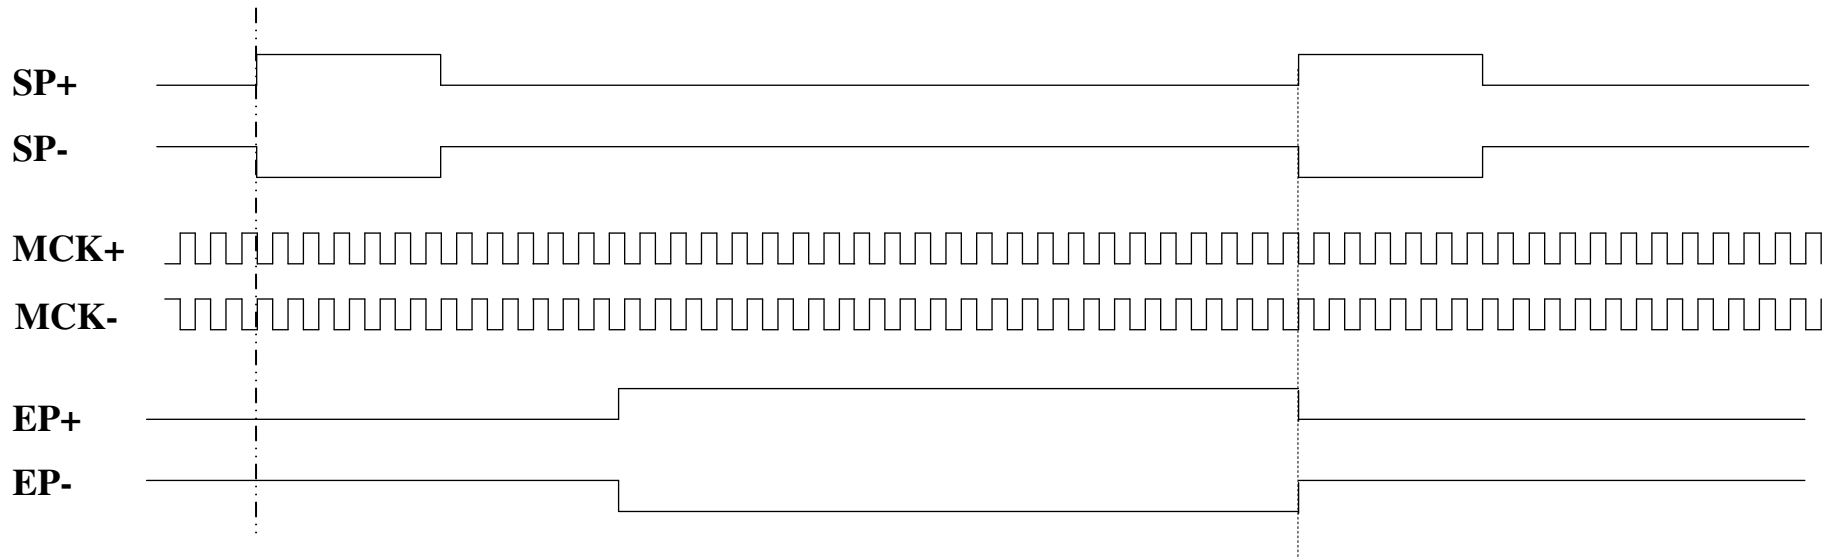 SP+
SP-
MCK+
MCK-
EP+
EP-